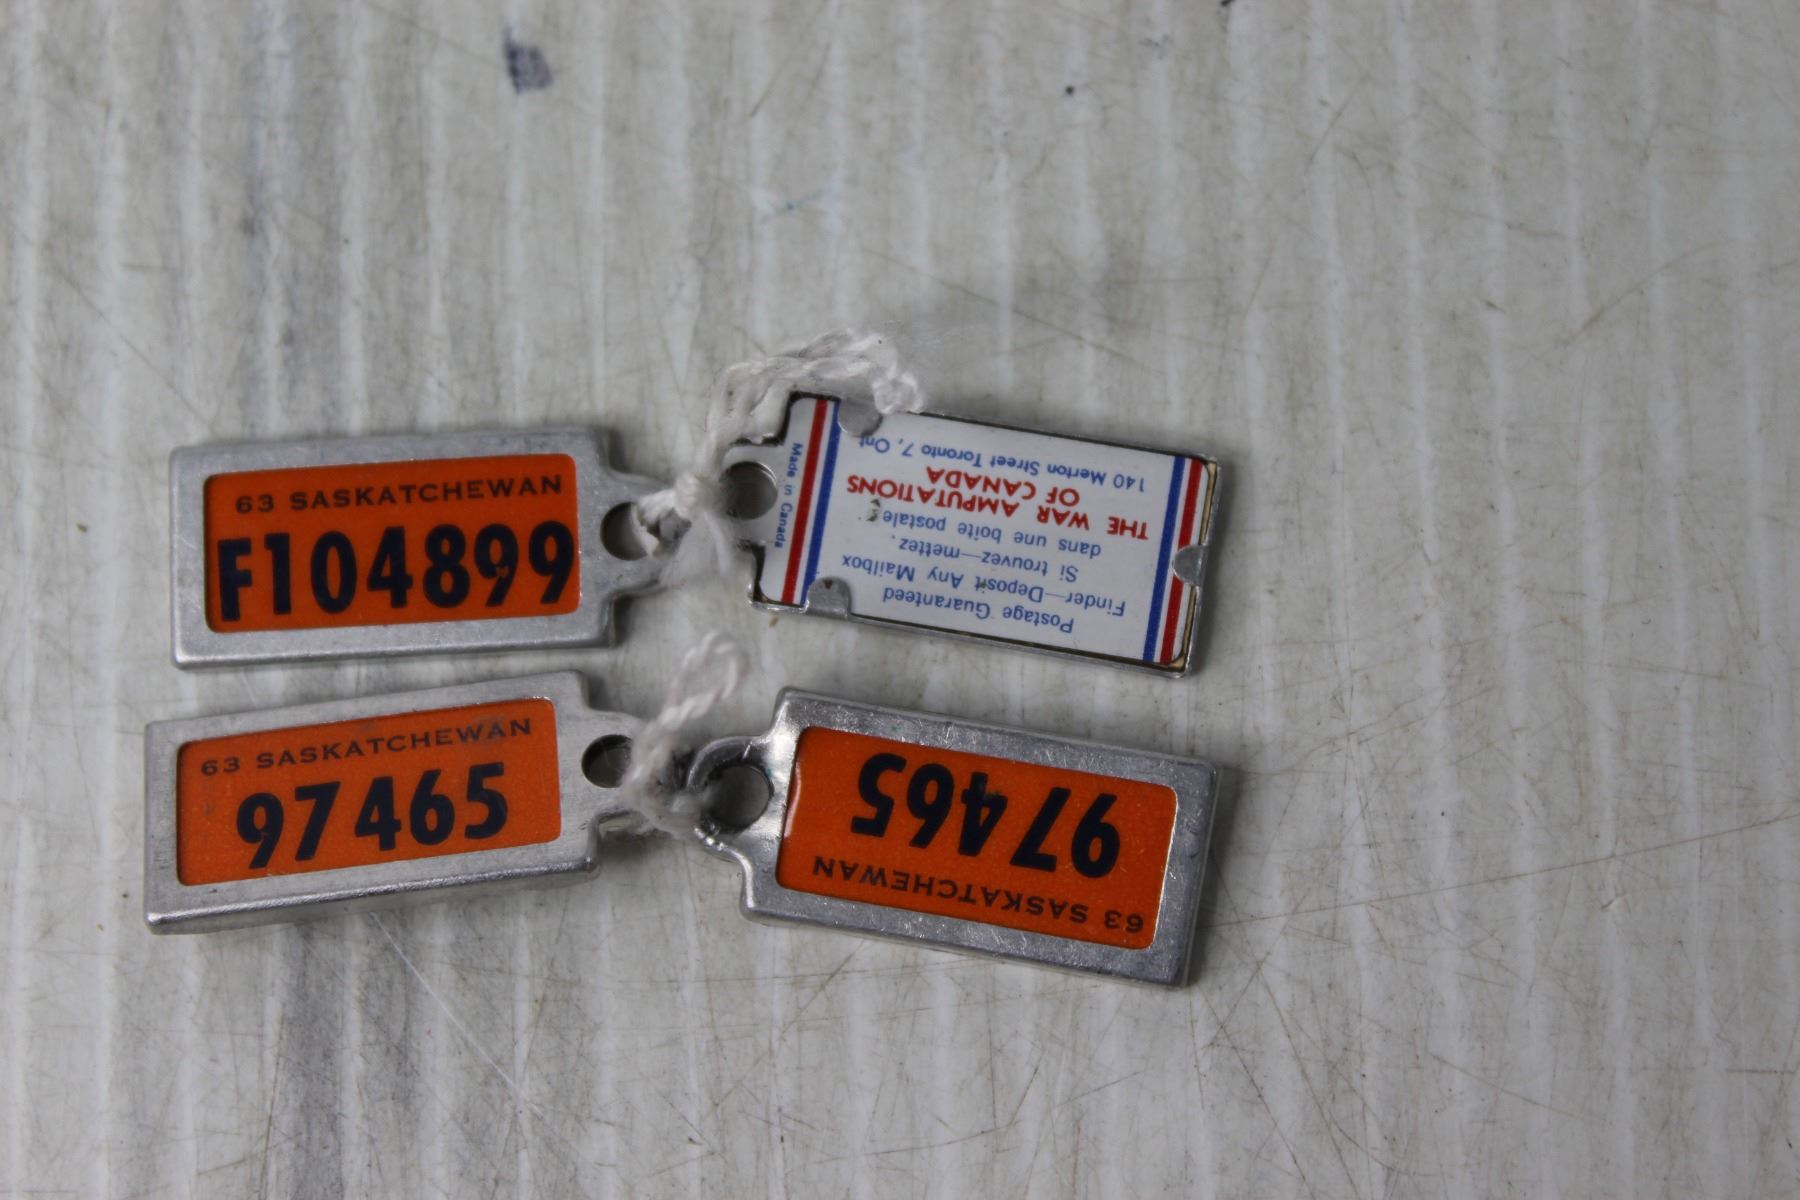 63 SASKATCHEWAN
F104899
Postage Guaranteed
Finder—Deposit Any Mailbox
Si trouvez—mettez.
dans une boite postale
THE WAR AMPUTATIONS
OF CANADA
140 Merton Street Toronto 7, Ont
Made in Canada
63 SASKATCHEWAN
97465
63 SASKATCHEWAN
97465